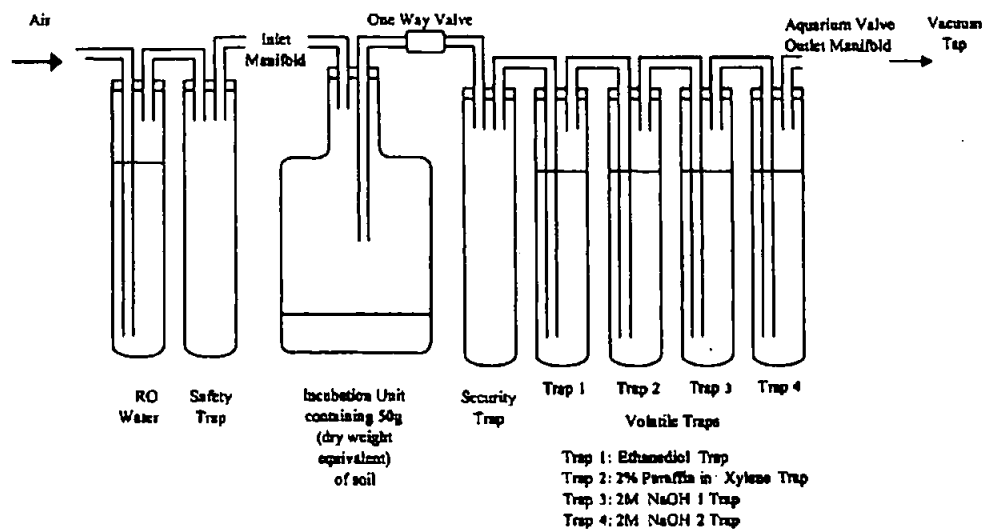 Air
One Way Valve
Inlet
Manifold
Aquarium Valve
Outlet Manifold
Vacuum
Tap
RO
Water
Safety
Trap
Incubation Unit
containing 50g
(dry weight
equivalent)
of soil
Security
Trap
Trap 1
Trap 2
Trap 3
Trap 4
Volatile Traps
Trap 1: Ethanediol Trap
Trap 2: 2% Paraffin in Xylene Trap
Trap 3: 2M NaOH 1 Trap
Trap 4: 2M NaOH 2 Trap